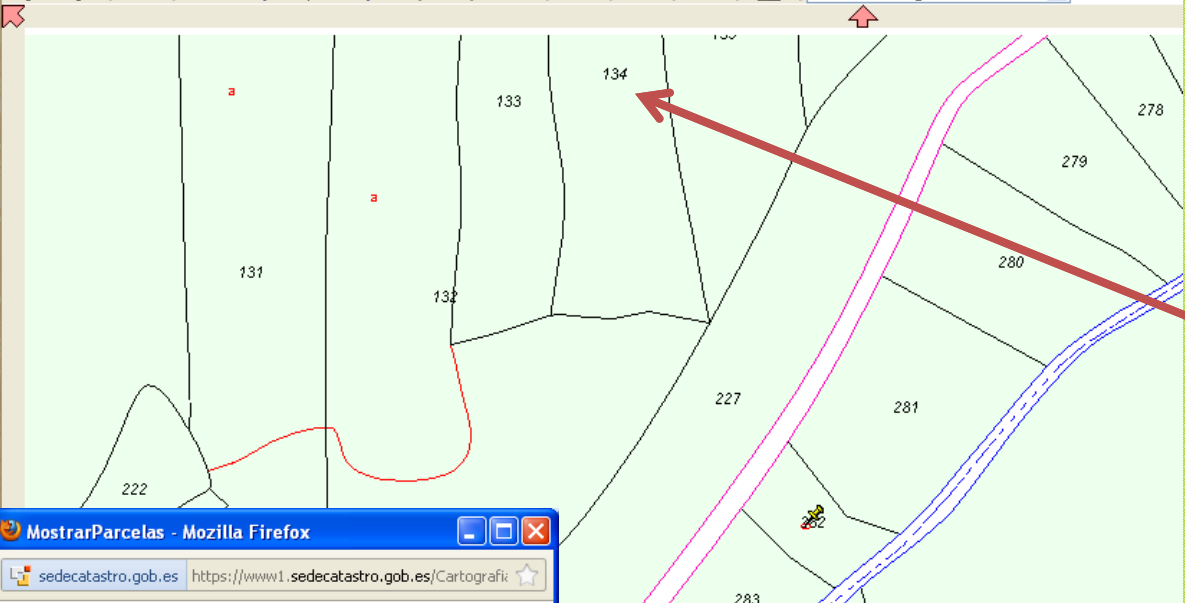 134
a
133
278
279
a
280
131
132
227
281
222
283
MostrarParcelas - Mozilla Firefox
sedecatastro.gob.es https://www1.sedecatastro.gob.es/Cartografi